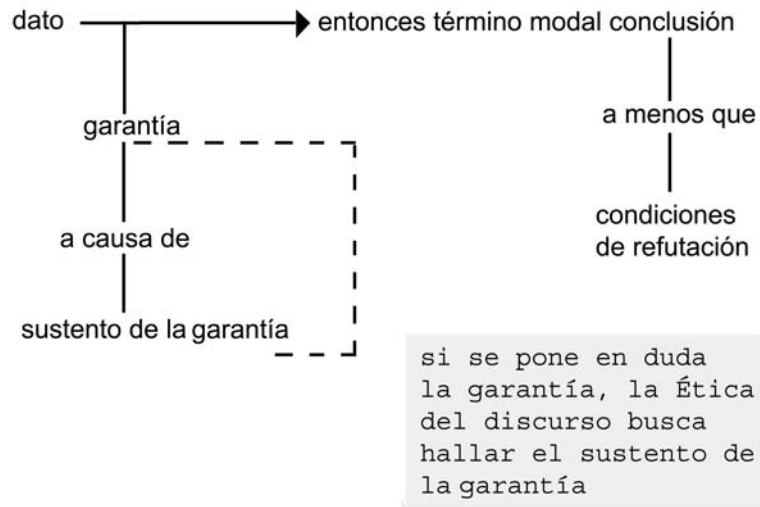 dato entonces término modal conclusión
garantía
a menos que
a causa de
condiciones
de refutación
sustento de la garantía
si se pone en duda
la garantía, la Ética
del discurso busca
hallar el sustento de
la garantía